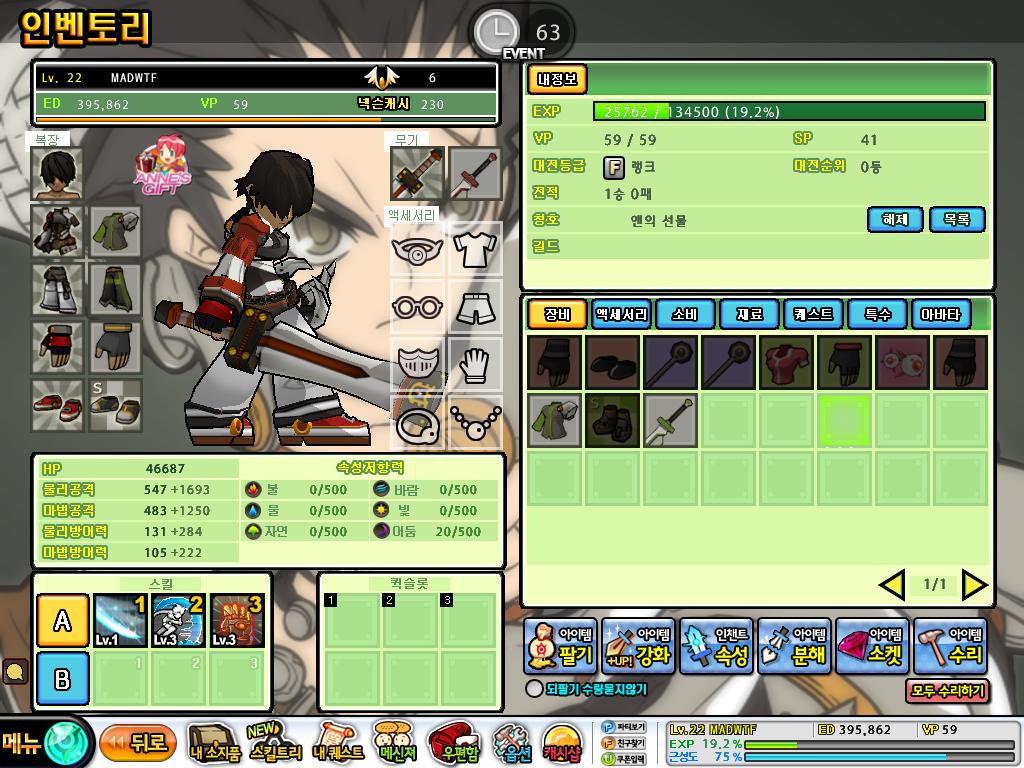 인벤토리
63
EVENT
Lv. 22 MADWTF 6
ED 395,862 VP 59 넥슨캐시 230
복장
무기
ANNE'S GIFT
액세서리
S
HP 46687
물리공격 547 +1693
마법공격 483 +1250
물리방어력 131 +284
마법방어력 105 +222
속성저항력
불 0/500 바람 0/500
물 0/500 빛 0/500
자연 0/500 어둠 20/500
스킬
A
1 2 3
Lv.1 Lv.3 Lv.3
B
1 2 3
퀵슬롯
1 2 3
내정보
EXP 25762 / 134500 (19.2%)
VP 59 / 59 SP 41
대전등급 F 랭크 대전순위 0등
전적 1승 0패
칭호 앤의 선물 해제 목록
길드
장비 액세서리 소비 재료 퀘스트 특수 아바타
S
1/1
아이템 팔기
+UP! 아이템 강화
인챈트 속성
아이템 분해
아이템 소켓
아이템 수리
되팔기 수량묻지않기
모두 수리하기
메뉴
뒤로
내 소지품
NEW 스킬트리
내 퀘스트
메신져
우편함
옵션
캐시샵
P 파티보기
F 친구찾기
U 쿠폰입력
Lv.22 MADWTF ED 395,862 VP 59
EXP 19.2%
근성도 75 %